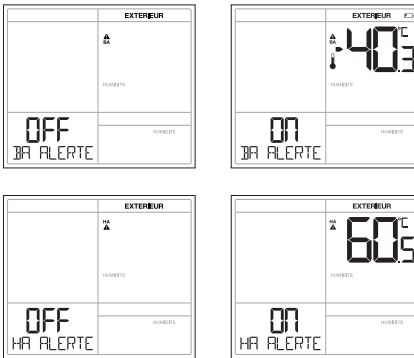 EXTERIEUR
BA
HUMIDITE
OFF
HUMIDITE
BA ALERTE
EXTERIEUR
BA
-40.3 °C
HUMIDITE
ON
HUMIDITE
BA ALERTE
EXTERIEUR
HA
HUMIDITE
OFF
HUMIDITE
HA ALERTE
EXTERIEUR
HA
60.5 °C
HUMIDITE
ON
HUMIDITE
HA ALERTE